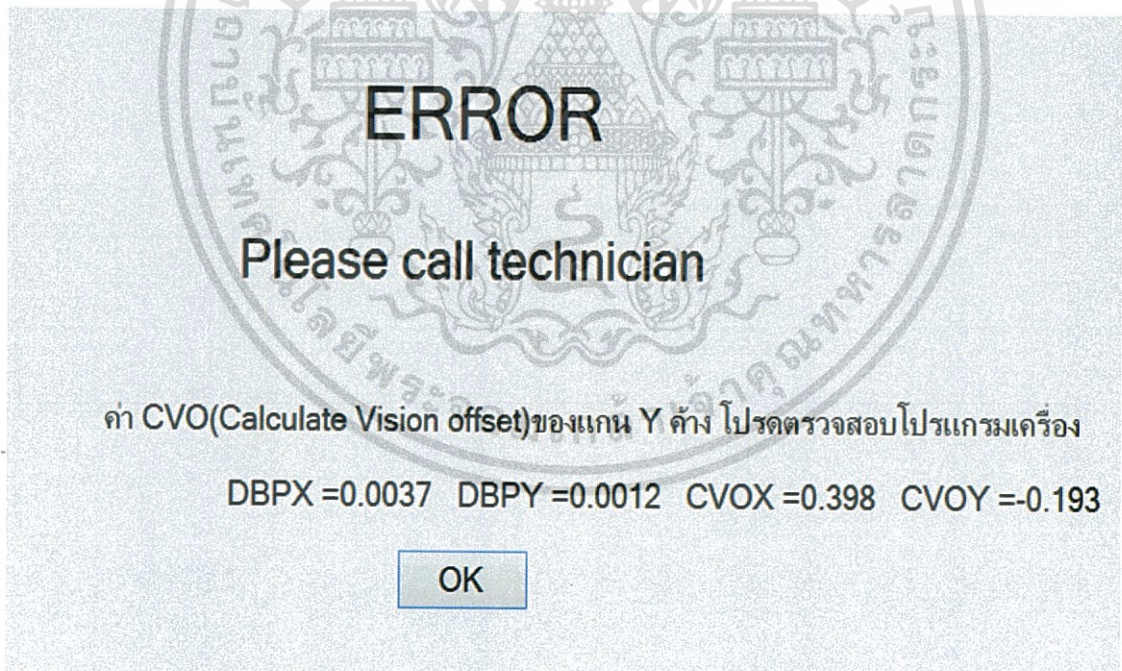 ERROR
Please call technician
ค่า CVO(Calculate Vision offset)ของแกน Y ค้าง โปรดตรวจสอบโปรแกรมเครื่อง
DBPX =0.0037 DBPY =0.0012 CVOX =0.398 CVOY =-0.193
OK